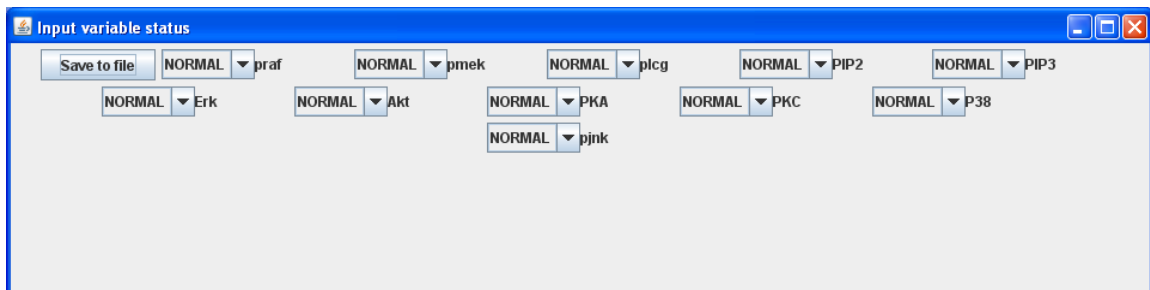 Input variable status
Save to file NORMAL praf NORMAL pmek NORMAL plcg NORMAL PIP2 NORMAL PIP3
NORMAL Erk NORMAL Akt NORMAL PKA NORMAL PKC NORMAL P38
NORMAL pjnk